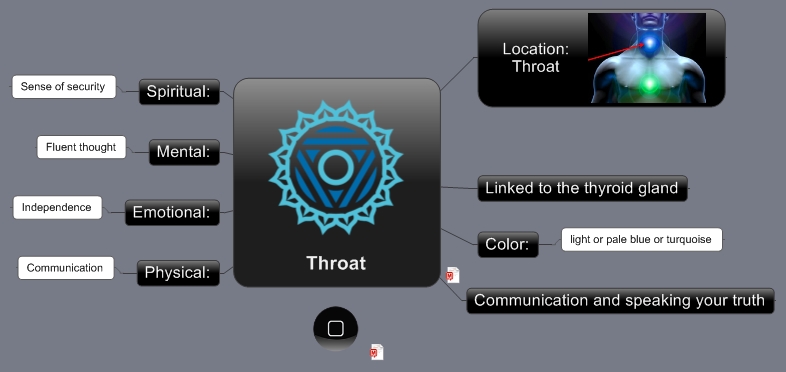 Location:
Throat
Sense of security
Spiritual:
Fluent thought
Mental:
Independence
Emotional:
Communication
Physical:
Throat
Linked to the thyroid gland
Color:
light or pale blue or turquoise
Communication and speaking your truth